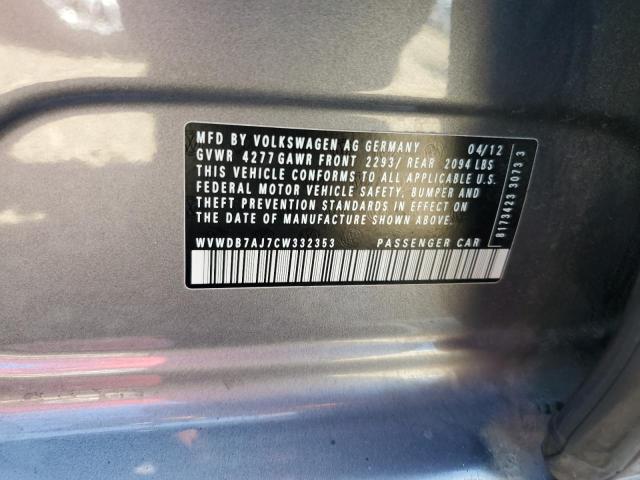 MFD BY VOLKSWAGEN AG GERMANY 04/12
GVWR 4277 GAWR FRONT 2293/ REAR 2094 LBS
THIS VEHICLE CONFORMS TO ALL APPLICABLE U.S.
FEDERAL MOTOR VEHICLE SAFETY, BUMPER AND
THEFT PREVENTION STANDARDS IN EFFECT ON
THE DATE OF MANUFACTURE SHOWN ABOVE.
WVWDB7AJ7CW332353 PASSENGER CAR
8173423 3073 3